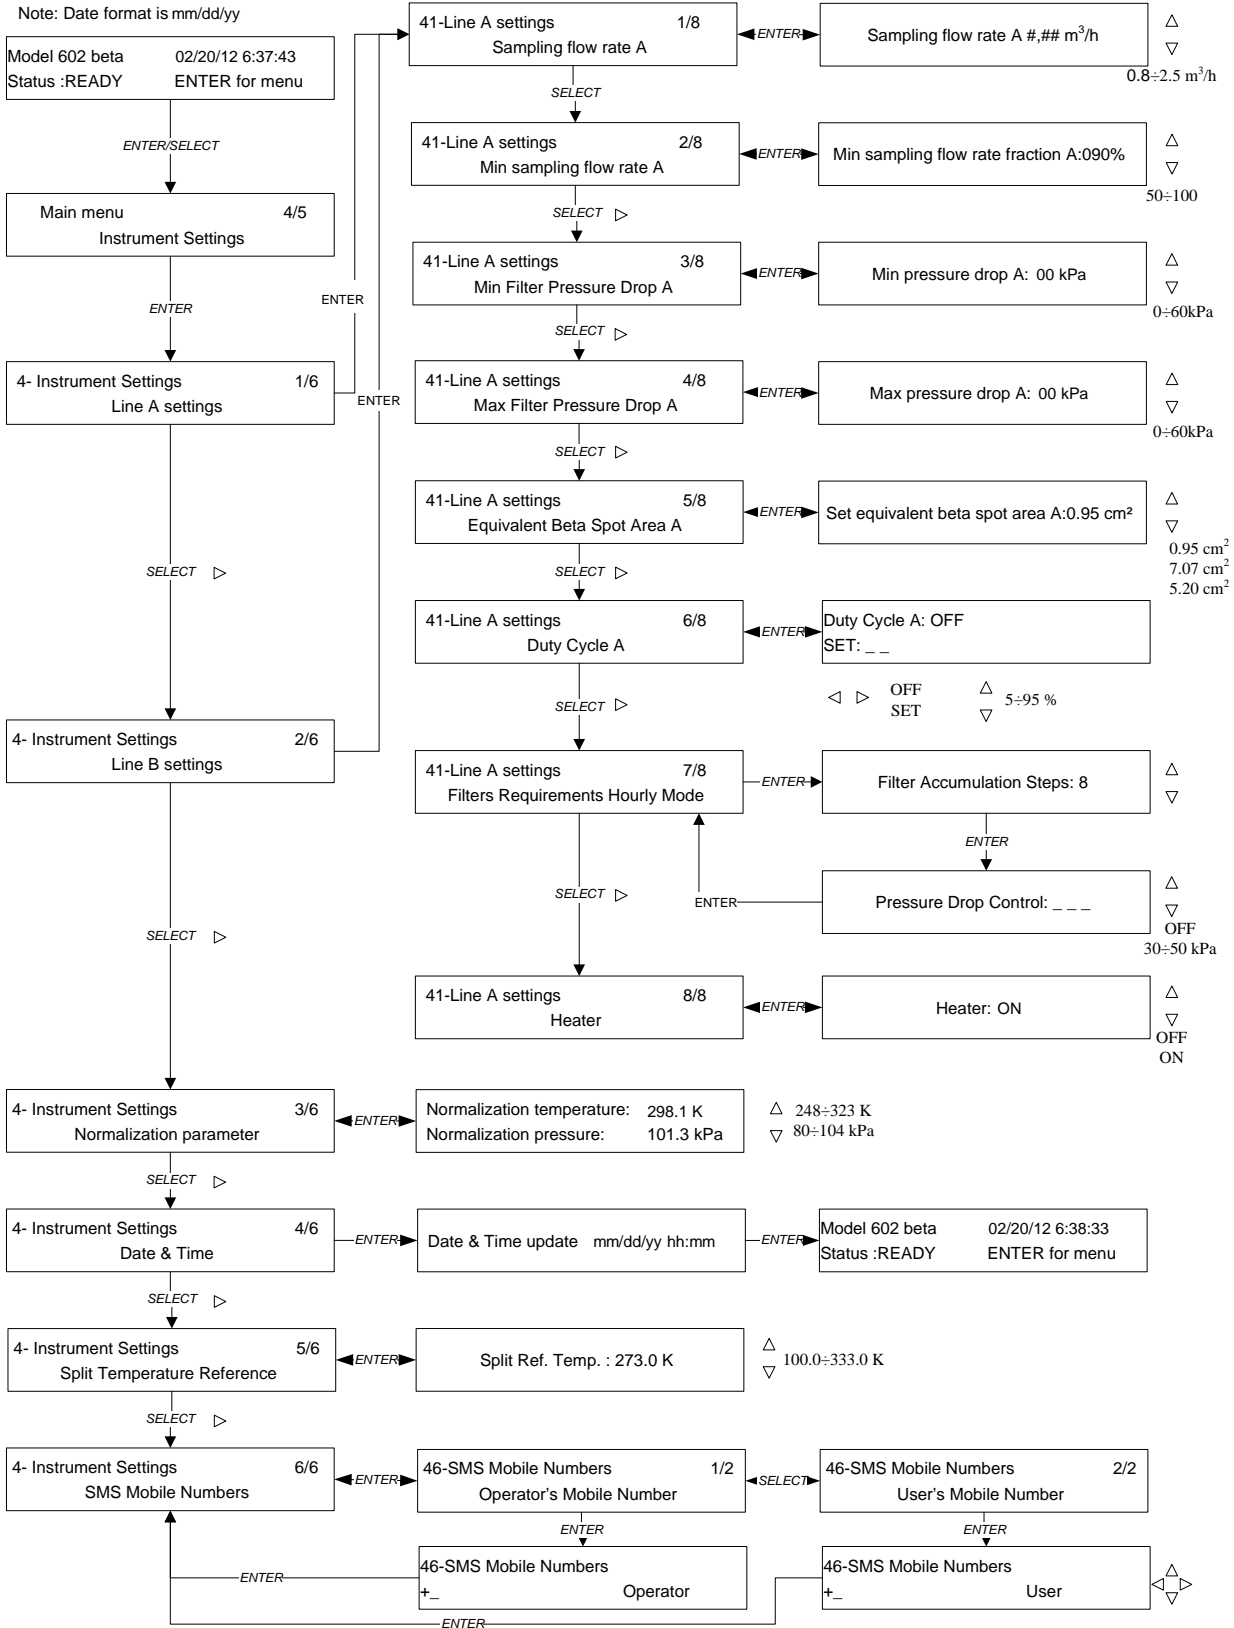 Note: Date format is mm/dd/yy
Model 602 beta 02/20/12 6:37:43
Status :READY ENTER for menu
ENTER/SELECT
Main menu 4/5
Instrument Settings
ENTER
4- Instrument Settings 1/6
Line A settings
ENTER
ENTER
SELECT
4- Instrument Settings 2/6
Line B settings
SELECT
41-Line A settings 1/8
Sampling flow rate A
ENTER
Sampling flow rate A #,## m³/h
0.8÷2.5 m³/h
SELECT
41-Line A settings 2/8
Min sampling flow rate A
ENTER
Min sampling flow rate fraction A:090%
50÷100
SELECT
41-Line A settings 3/8
Min Filter Pressure Drop A
ENTER
Min pressure drop A: 00 kPa
0÷60kPa
SELECT
41-Line A settings 4/8
Max Filter Pressure Drop A
ENTER
Max pressure drop A: 00 kPa
0÷60kPa
SELECT
41-Line A settings 5/8
Equivalent Beta Spot Area A
ENTER
Set equivalent beta spot area A:0.95 cm²
0.95 cm²
7.07 cm²
5.20 cm²
SELECT
41-Line A settings 6/8
Duty Cycle A
ENTER
Duty Cycle A: OFF
SET: _ _
OFF
SET
5÷95 %
SELECT
41-Line A settings 7/8
Filters Requirements Hourly Mode
ENTER
Filter Accumulation Steps: 8
ENTER
Pressure Drop Control: _ _ _
OFF
30÷50 kPa
ENTER
SELECT
41-Line A settings 8/8
Heater
ENTER
Heater: ON
OFF
ON
4- Instrument Settings 3/6
Normalization parameter
ENTER
Normalization temperature: 298.1 K
Normalization pressure: 101.3 kPa
248÷323 K
80÷104 kPa
SELECT
4- Instrument Settings 4/6
Date & Time
ENTER
Date & Time update mm/dd/yy hh:mm
ENTER
Model 602 beta 02/20/12 6:38:33
Status :READY ENTER for menu
SELECT
4- Instrument Settings 5/6
Split Temperature Reference
ENTER
Split Ref. Temp. : 273.0 K
100.0÷333.0 K
SELECT
4- Instrument Settings 6/6
SMS Mobile Numbers
ENTER
46-SMS Mobile Numbers 1/2
Operator's Mobile Number
SELECT
46-SMS Mobile Numbers 2/2
User's Mobile Number
ENTER
ENTER
46-SMS Mobile Numbers
+_ Operator
46-SMS Mobile Numbers
+_ User
ENTER
ENTER